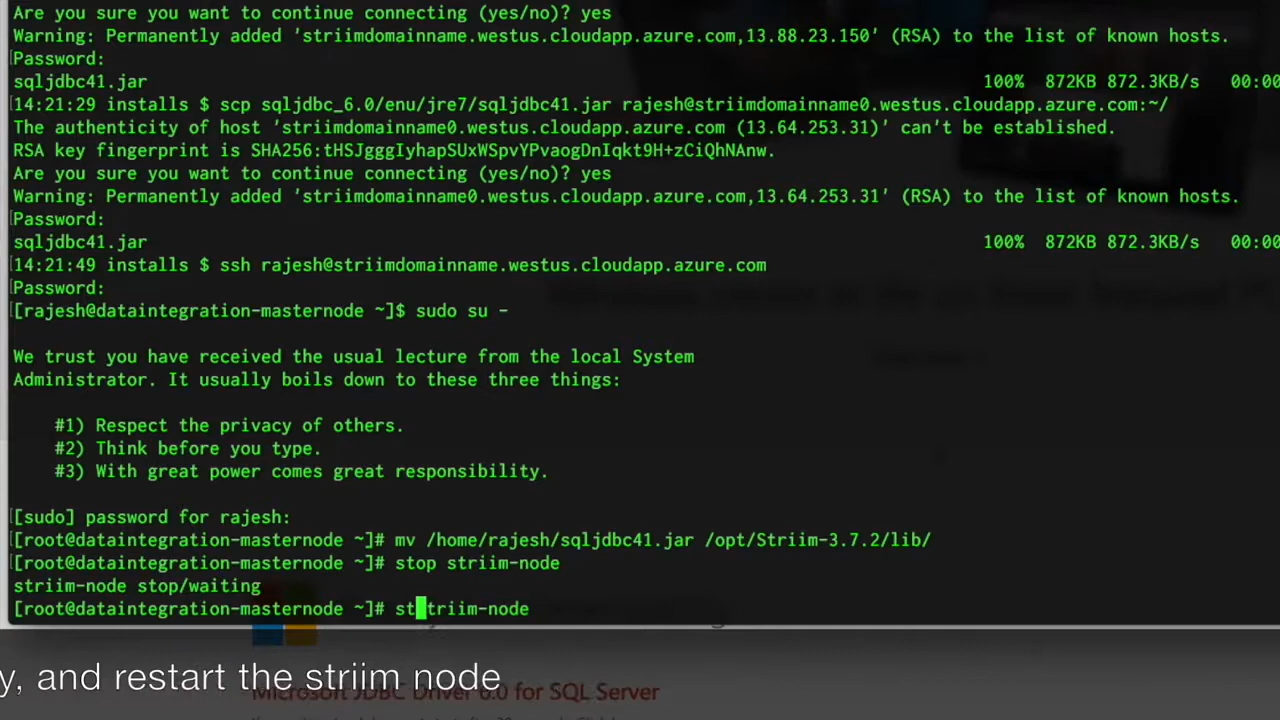 Are you sure you want to continue connecting (yes/no)? yes
Warning: Permanently added 'striimdomainname.westus.cloudapp.azure.com,13.88.23.150' (RSA) to the list of known hosts.
[Password:
sqljdbc41.jar 100% 872KB 872.3KB/s 00:00
[14:21:29 installs $ scp sqljdbc_6.0/enu/jre7/sqljdbc41.jar rajesh@striimdomainname0.westus.cloudapp.azure.com:~/
The authenticity of host 'striimdomainname0.westus.cloudapp.azure.com (13.64.253.31)' can't be established.
RSA key fingerprint is SHA256:tHSJgggIyhapSUxWSpvYPvaogDnIqkt9H+zCiQhNAnw.
Are you sure you want to continue connecting (yes/no)? yes
Warning: Permanently added 'striimdomainname0.westus.cloudapp.azure.com,13.64.253.31' (RSA) to the list of known hosts.
[Password:
sqljdbc41.jar 100% 872KB 872.3KB/s 00:00
[14:21:49 installs $ ssh rajesh@striimdomainname.westus.cloudapp.azure.com
[Password:
[[rajesh@dataintegration-masternode ~]$ sudo su -
We trust you have received the usual lecture from the local System
Administrator. It usually boils down to these three things:
#1) Respect the privacy of others.
#2) Think before you type.
#3) With great power comes great responsibility.
[[sudo] password for rajesh:
[[root@dataintegration-masternode ~]# mv /home/rajesh/sqljdbc41.jar /opt/Striim-3.7.2/lib/
[[root@dataintegration-masternode ~]# stop striim-node
striim-node stop/waiting
[root@dataintegration-masternode ~]# st triim-node
y, and restart the striim node
Microsoft JDBC Driver 6.0 for SQL Server